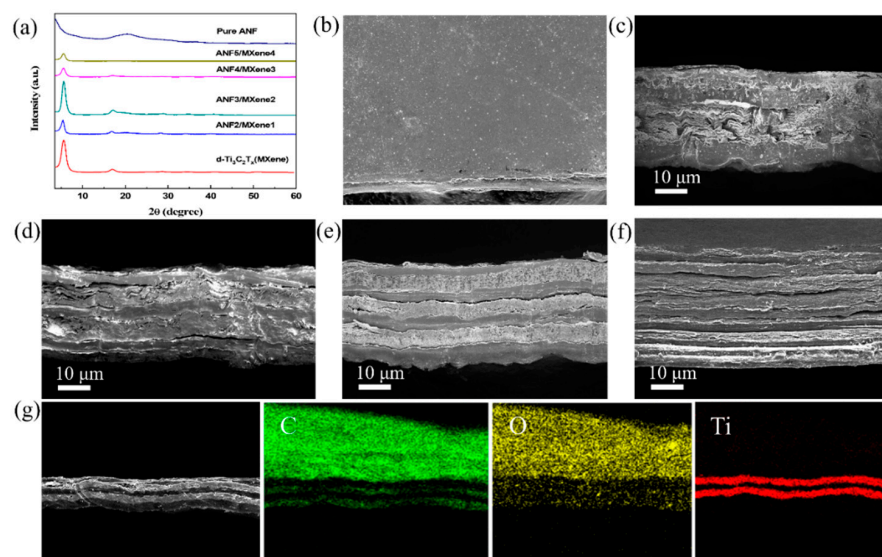 (a)
Pure ANF
ANF5/MXene4
ANF4/MXene3
ANF3/MXene2
ANF2/MXene1
d-Ti₃C₂Tₓ(MXene)
Intensity (a.u.)
0 10 20 30 40 50 60
2θ (degree)
(b)
(c)
10 μm
(d)
10 μm
(e)
10 μm
(f)
10 μm
(g)
C
O
Ti